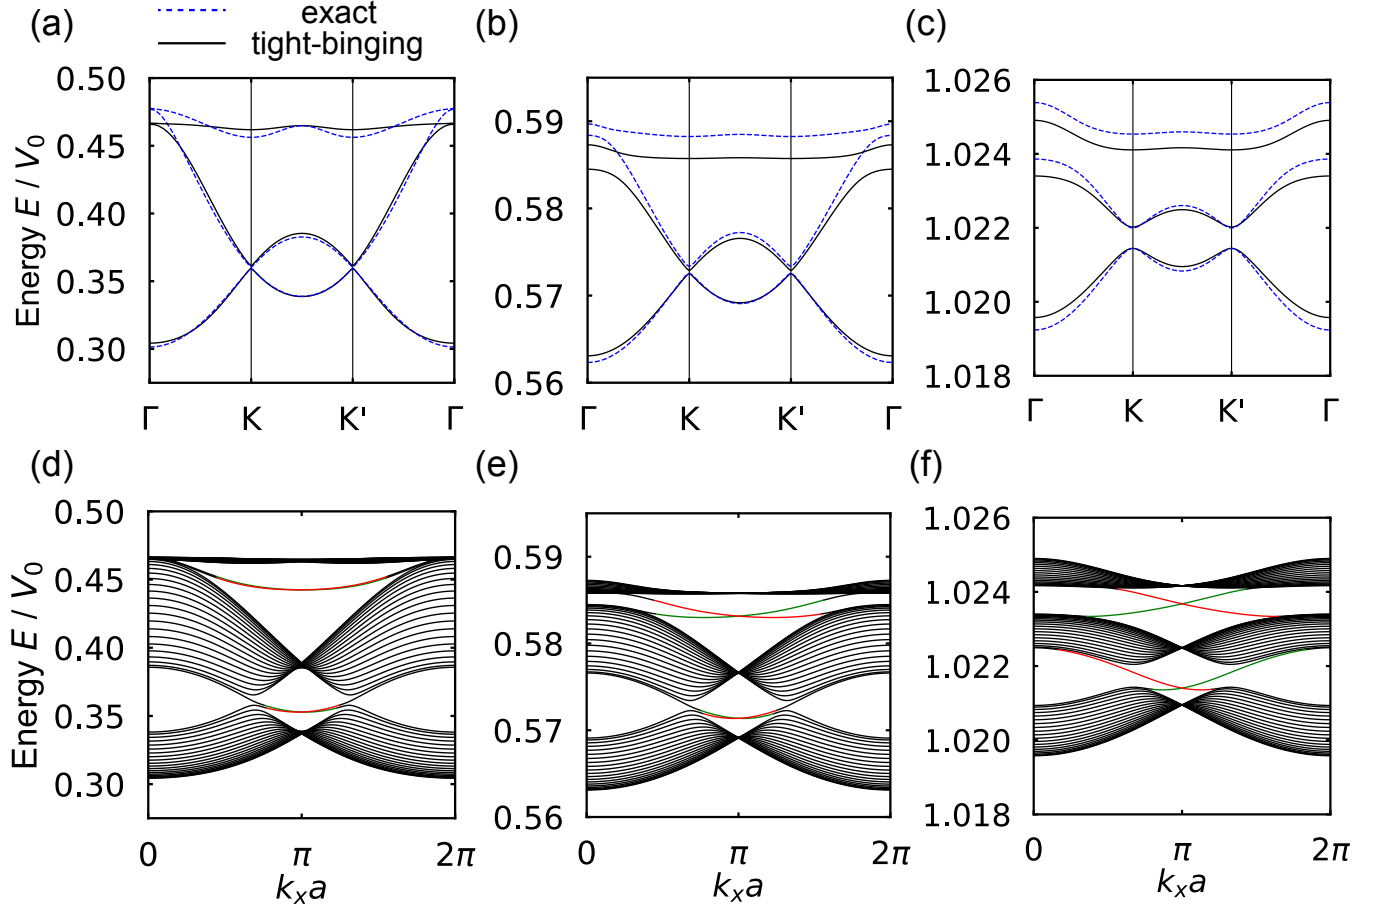 (a) exact (b) (c)
tight-binging
0.50
0.45
0.40
0.35
0.30
Energy E / V₀
Γ K K' Γ
0.59
0.58
0.57
0.56
Γ K K' Γ
1.026
1.024
1.022
1.020
1.018
Γ K K' Γ
(d) (e) (f)
0.50
0.45
0.40
0.35
0.30
Energy E / V₀
0 π 2π
kₓa
0.59
0.58
0.57
0.56
0 π 2π
kₓa
1.026
1.024
1.022
1.020
1.018
0 π 2π
kₓa